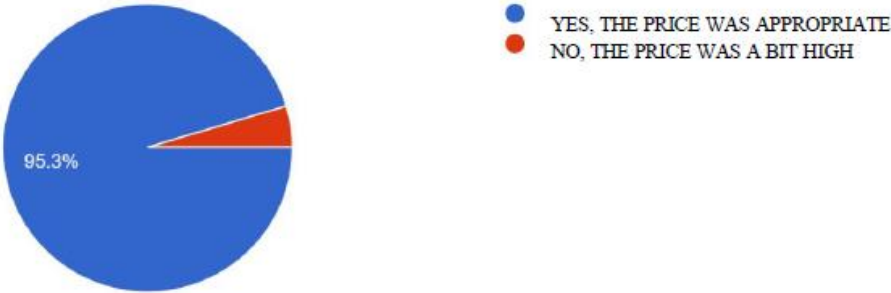 YES, THE PRICE WAS APPROPRIATE
NO, THE PRICE WAS A BIT HIGH
95.3%